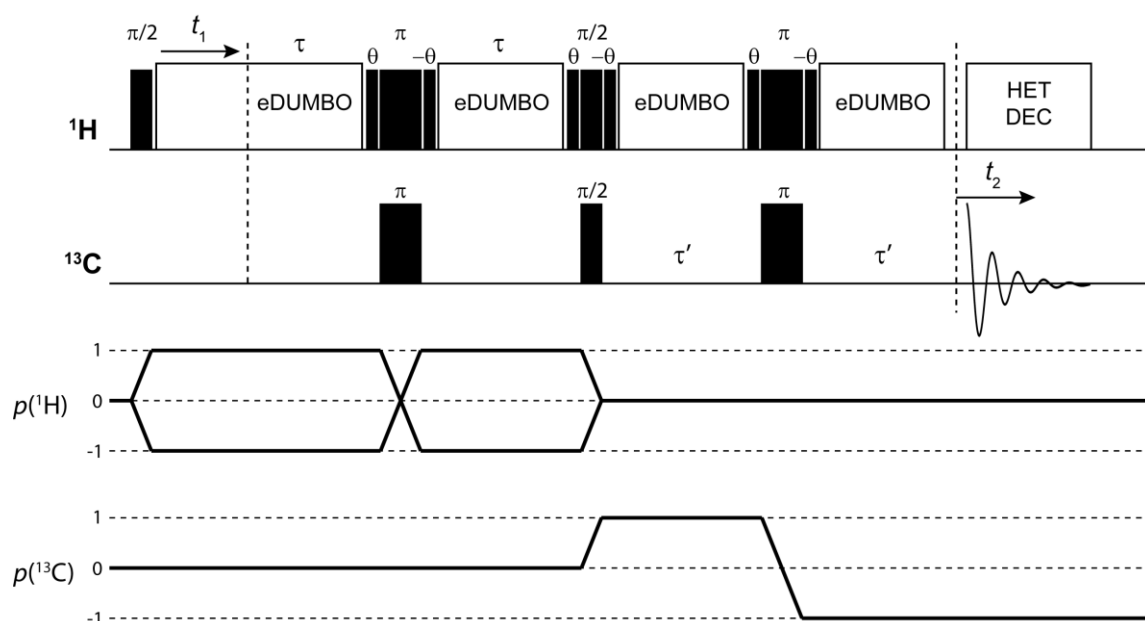 π/2 t₁ τ π τ π/2 π
θ −θ θ −θ θ −θ
¹H eDUMBO eDUMBO eDUMBO eDUMBO HET
DEC
π π/2 π t₂
¹³C τ′ τ′
1
p(¹H) 0
-1
1
p(¹³C) 0
-1